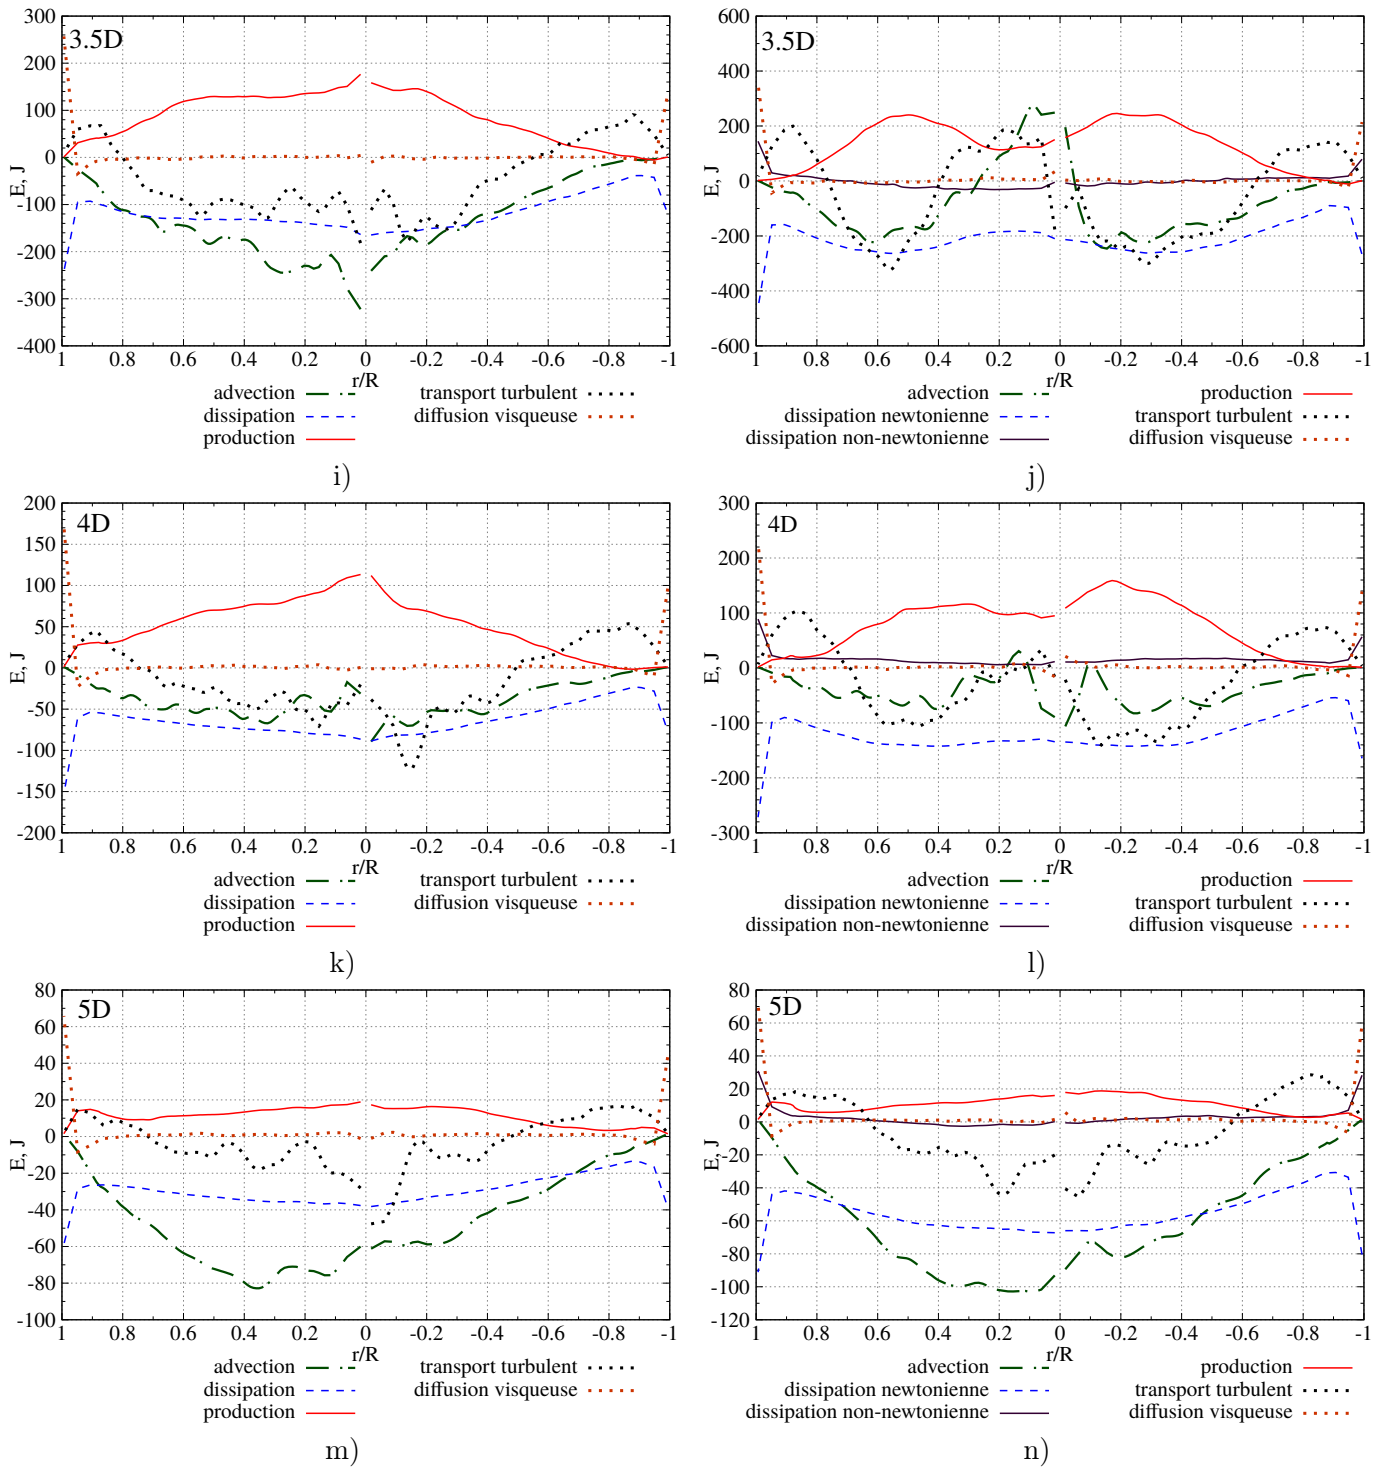 3.5D
300
200
100
0
-100
-200
-300
-400
E, J
1 0.8 0.6 0.4 0.2 0 -0.2 -0.4 -0.6 -0.8 -1
r/R
advection transport turbulent
dissipation diffusion visqueuse
production
i)
3.5D
600
400
200
0
-200
-400
-600
E, J
1 0.8 0.6 0.4 0.2 0 -0.2 -0.4 -0.6 -0.8 -1
r/R
advection production
dissipation newtonienne transport turbulent
dissipation non-newtonienne diffusion visqueuse
j)
4D
200
150
100
50
0
-50
-100
-150
-200
E, J
1 0.8 0.6 0.4 0.2 0 -0.2 -0.4 -0.6 -0.8 -1
r/R
advection transport turbulent
dissipation diffusion visqueuse
production
k)
4D
300
200
100
0
-100
-200
-300
E, J
1 0.8 0.6 0.4 0.2 0 -0.2 -0.4 -0.6 -0.8 -1
r/R
advection production
dissipation newtonienne transport turbulent
dissipation non-newtonienne diffusion visqueuse
l)
5D
80
60
40
20
0
-20
-40
-60
-80
-100
E, J
1 0.8 0.6 0.4 0.2 0 -0.2 -0.4 -0.6 -0.8 -1
r/R
advection transport turbulent
dissipation diffusion visqueuse
production
m)
5D
80
60
40
20
0
-20
-40
-60
-80
-100
-120
E, J
1 0.8 0.6 0.4 0.2 0 -0.2 -0.4 -0.6 -0.8 -1
r/R
advection production
dissipation newtonienne transport turbulent
dissipation non-newtonienne diffusion visqueuse
n)